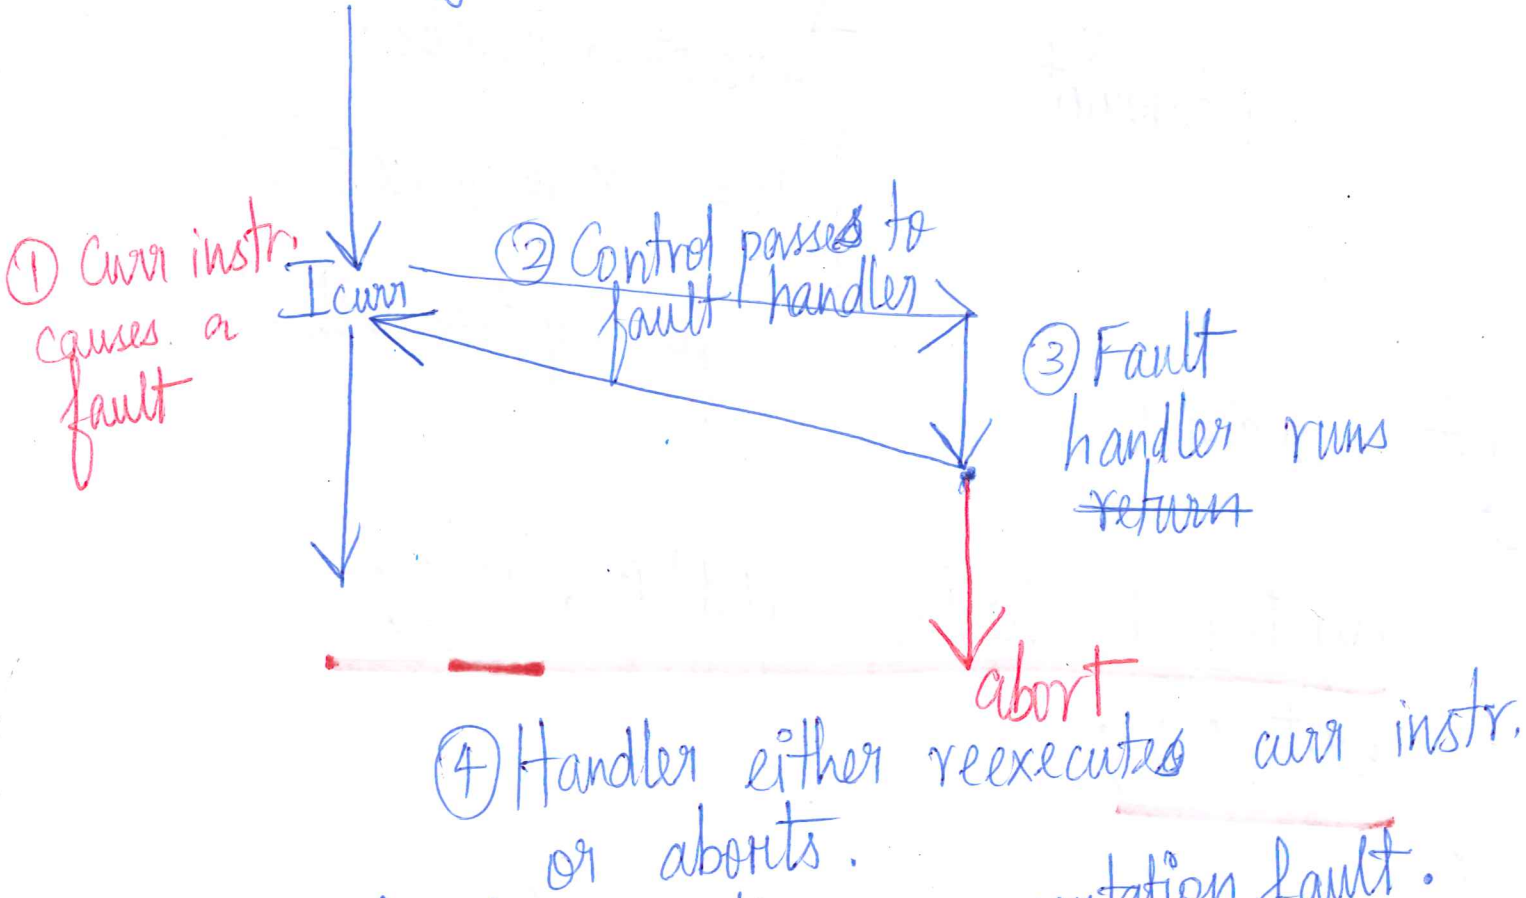 ① Curr instr.
causes a
fault
Icurr
② Control passes to
fault handler
③ Fault
handler runs
return
abort
④ Handler either reexecutes curr instr.
or aborts.
fault.